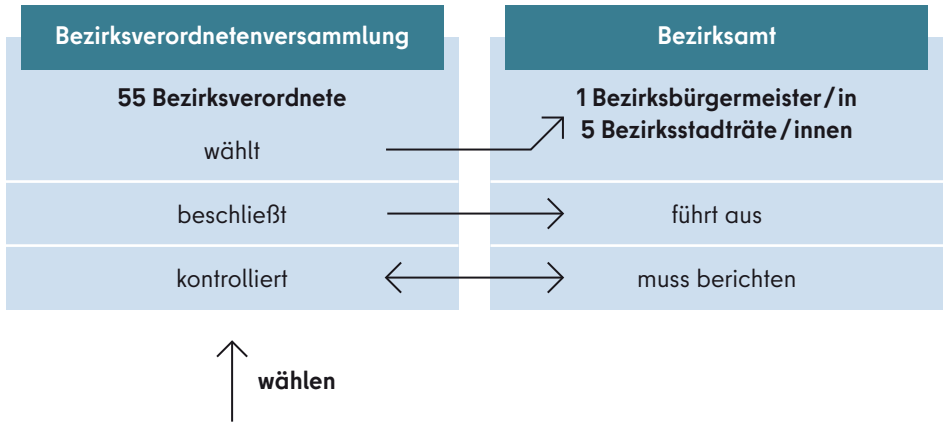 Bezirksverordnetenversammlung
55 Bezirksverordnete
wählt
beschließt
kontrolliert
Bezirksamt
1 Bezirksbürgermeister/in
5 Bezirksstadträte/innen
führt aus
muss berichten
wählen